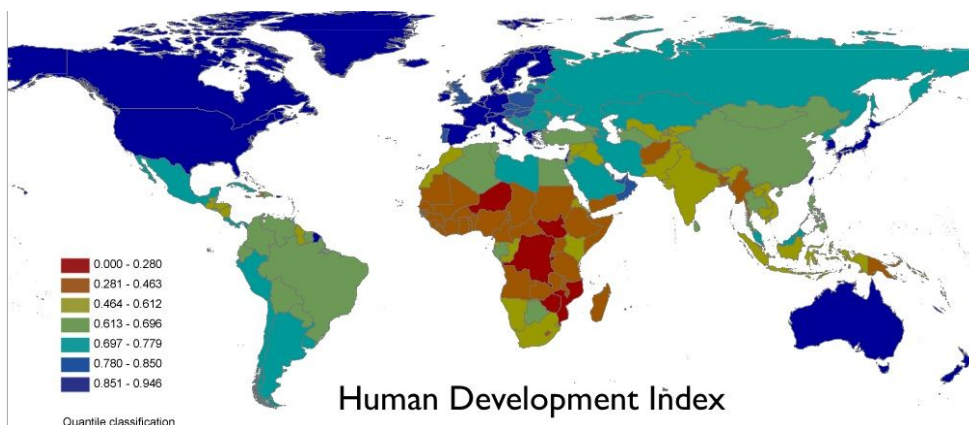 0.000 - 0.280
0.281 - 0.463
0.464 - 0.612
0.613 - 0.696
0.697 - 0.779
0.780 - 0.850
0.851 - 0.946
Human Development Index
Quantile classification